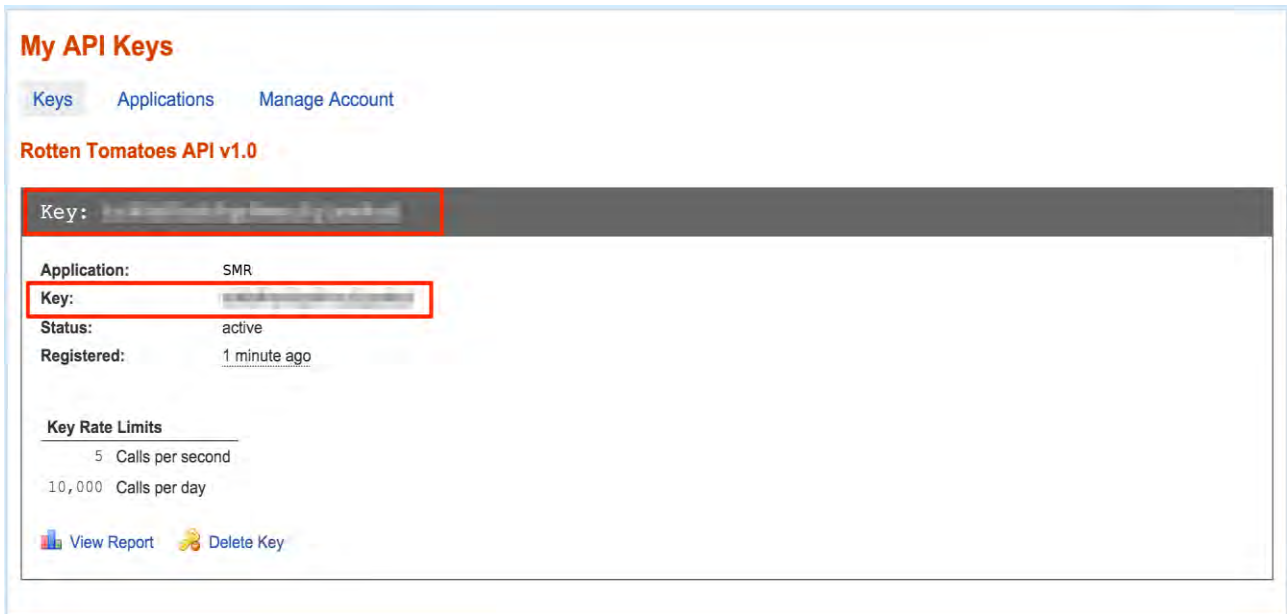 My API Keys
Keys Applications Manage Account
Rotten Tomatoes API v1.0
Key:
Application: SMR
Key:
Status: active
Registered: 1 minute ago
Key Rate Limits
5 Calls per second
10,000 Calls per day
View Report Delete Key